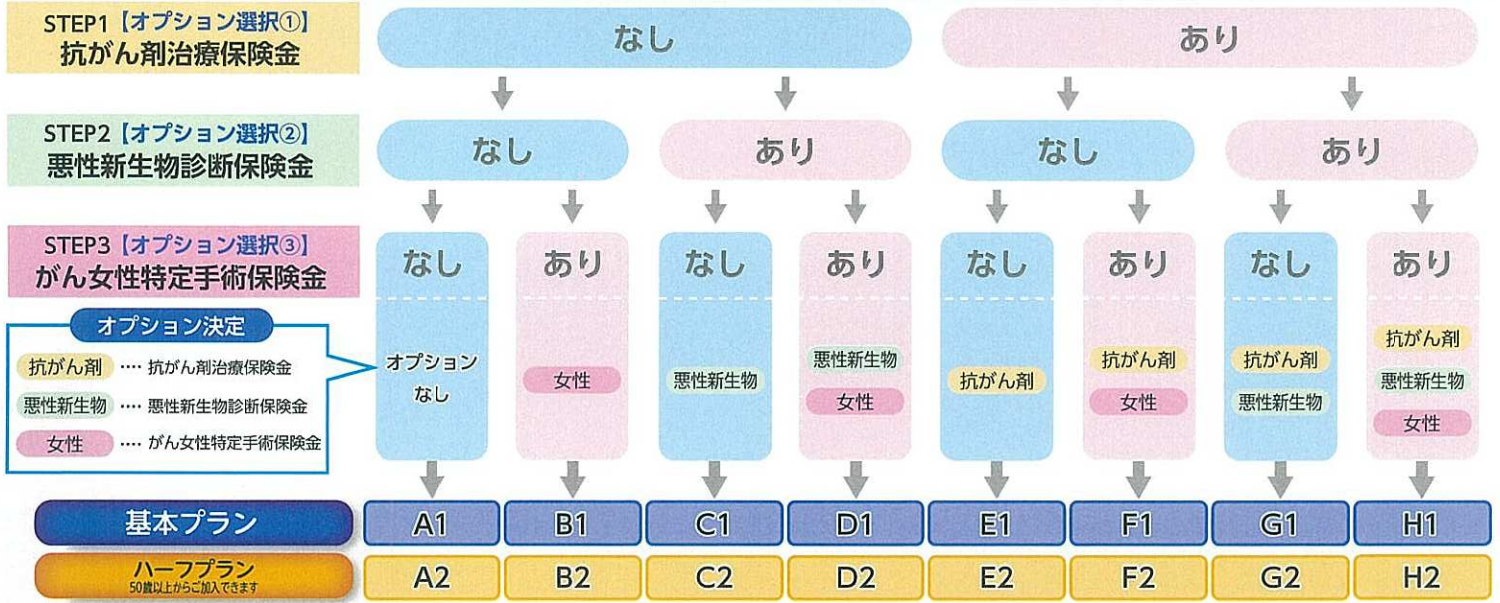 STEP1【オプション選択①】
抗がん剤治療保険金
なし
あり
STEP2【オプション選択②】
悪性新生物診断保険金
なし
あり
なし
あり
STEP3【オプション選択③】
がん女性特定手術保険金
なし
あり
なし
あり
なし
あり
なし
あり
オプション決定
抗がん剤 ···· 抗がん剤治療保険金
悪性新生物 ···· 悪性新生物診断保険金
女性 ···· がん女性特定手術保険金
オプション
なし
女性
悪性新生物
悪性新生物
女性
抗がん剤
抗がん剤
女性
抗がん剤
悪性新生物
抗がん剤
悪性新生物
女性
基本プラン A1 B1 C1 D1 E1 F1 G1 H1
ハーフプラン
50歳以上からご加入できます
A2 B2 C2 D2 E2 F2 G2 H2